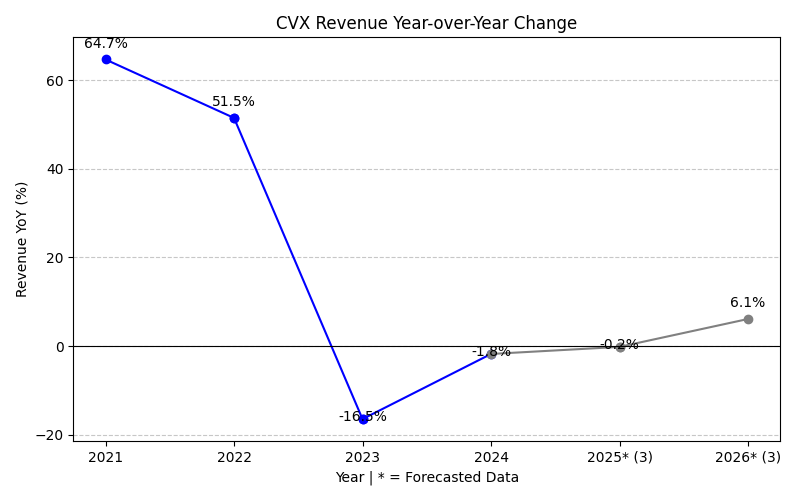 CVX Revenue Year-over-Year Change
64.7%
60
51.5%
40
Revenue YoY (%)
20
6.1%
0
-0.2%
-1.8%
-16.5%
−20
2021 2022 2023 2024 2025* (3) 2026* (3)
Year | * = Forecasted Data